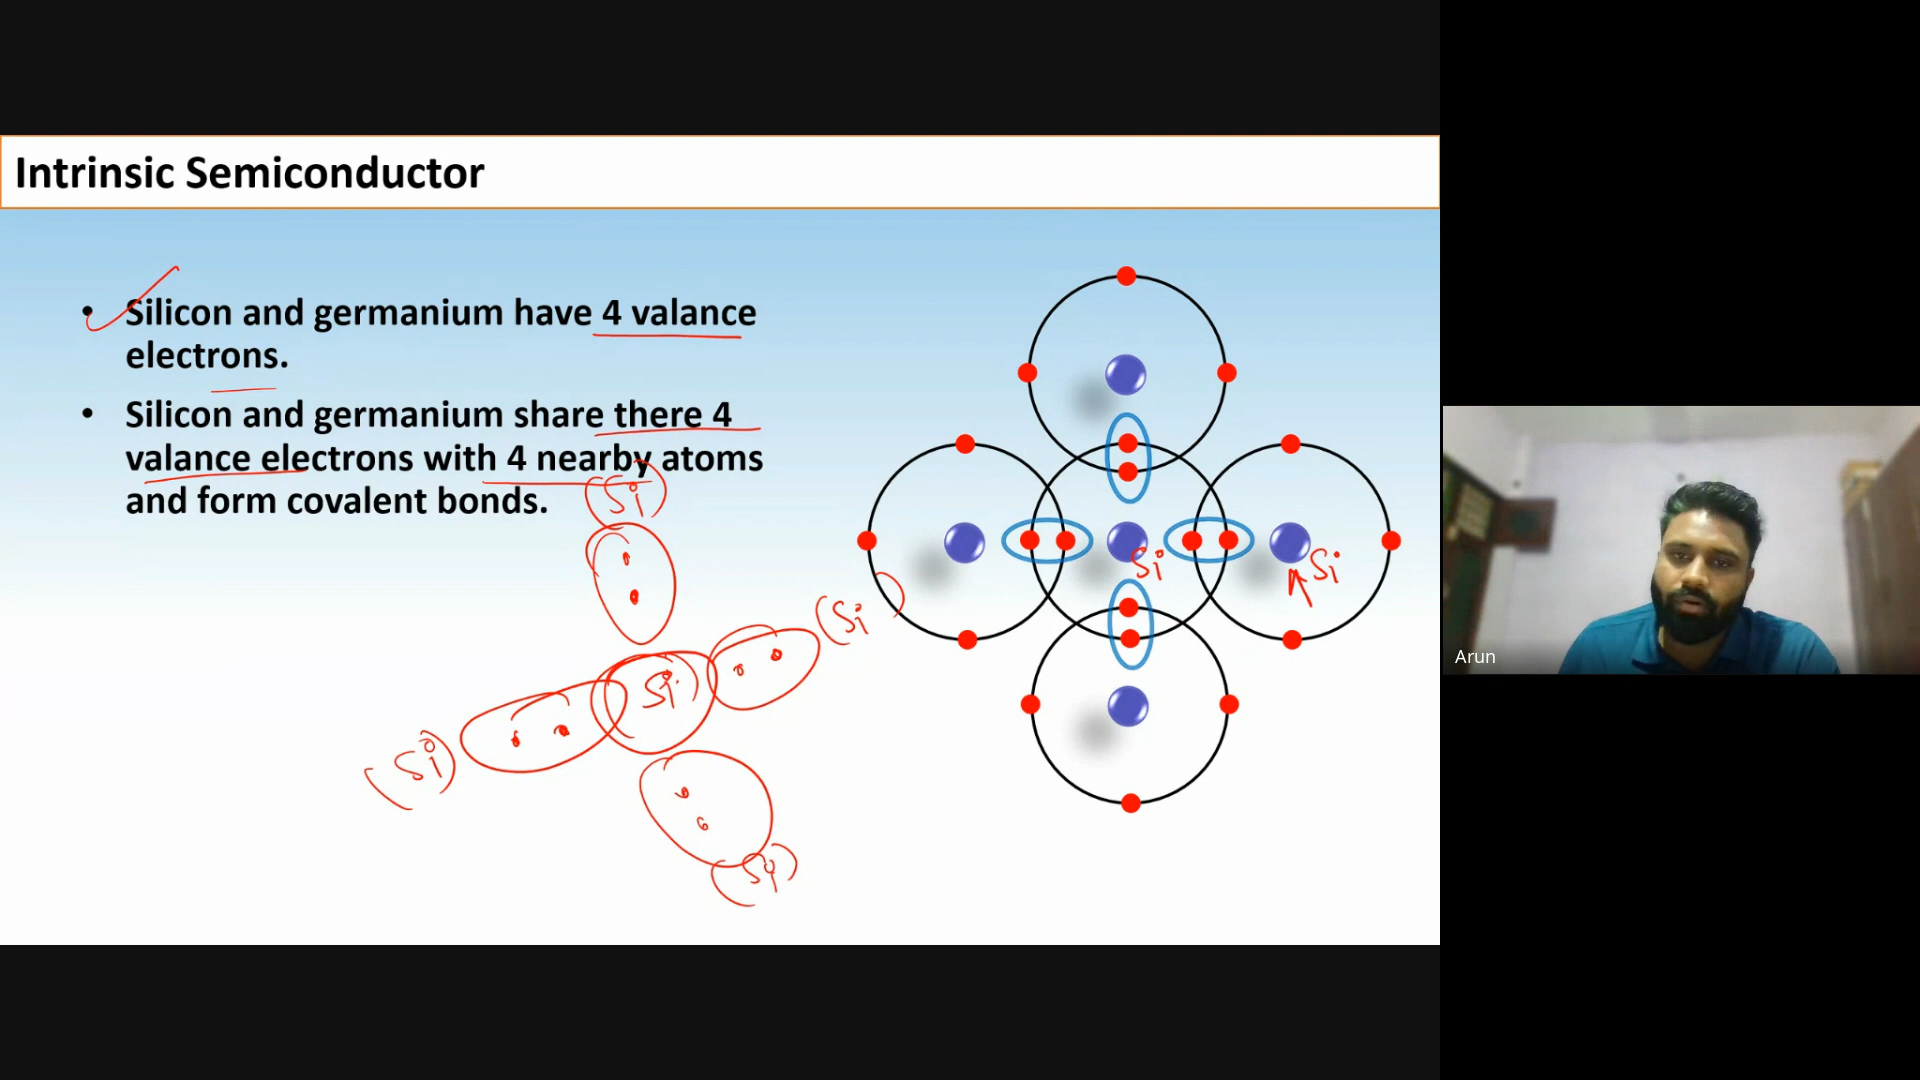 Intrinsic Semiconductor
• Silicon and germanium have 4 valance
electrons.
• Silicon and germanium share there 4
valance electrons with 4 nearby atoms
and form covalent bonds.
(Si)
(Si)
Si
(Si)
(Si)
Si
Si
Arun